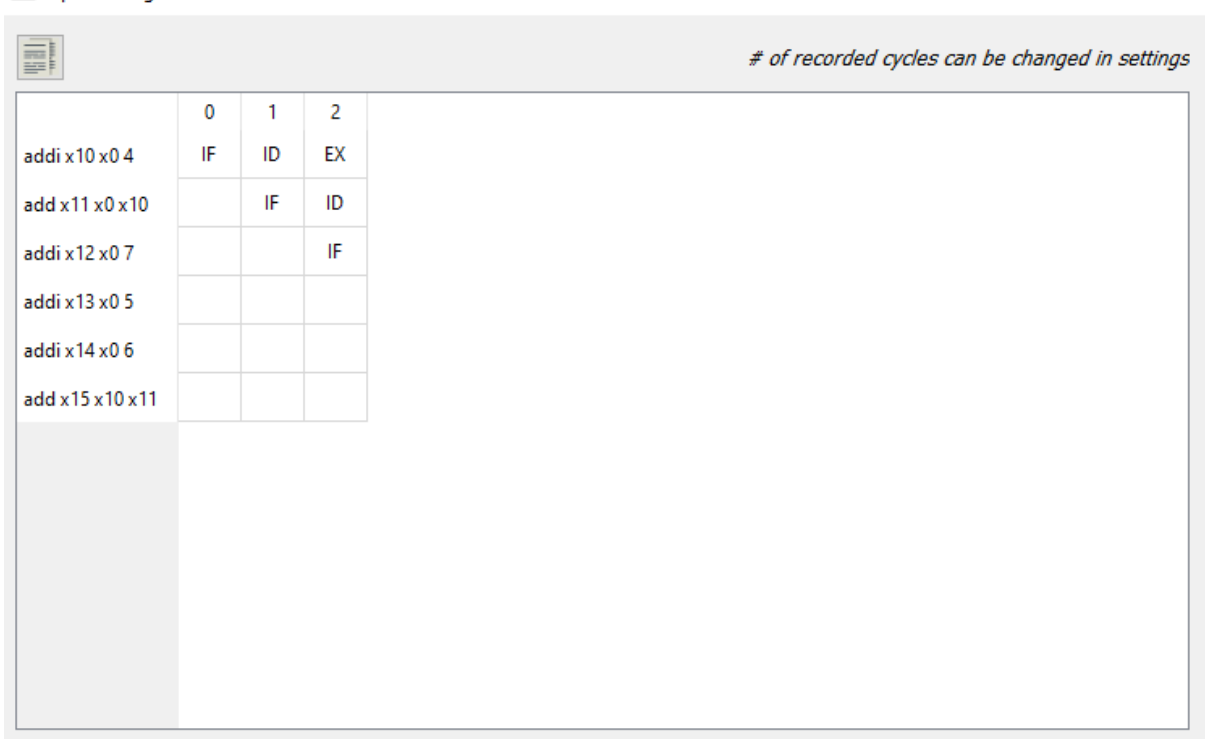 # of recorded cycles can be changed in settings
0 1 2
addi x10 x0 4 IF ID EX
add x11 x0 x10 IF ID
addi x12 x0 7 IF
addi x13 x0 5
addi x14 x0 6
add x15 x10 x11